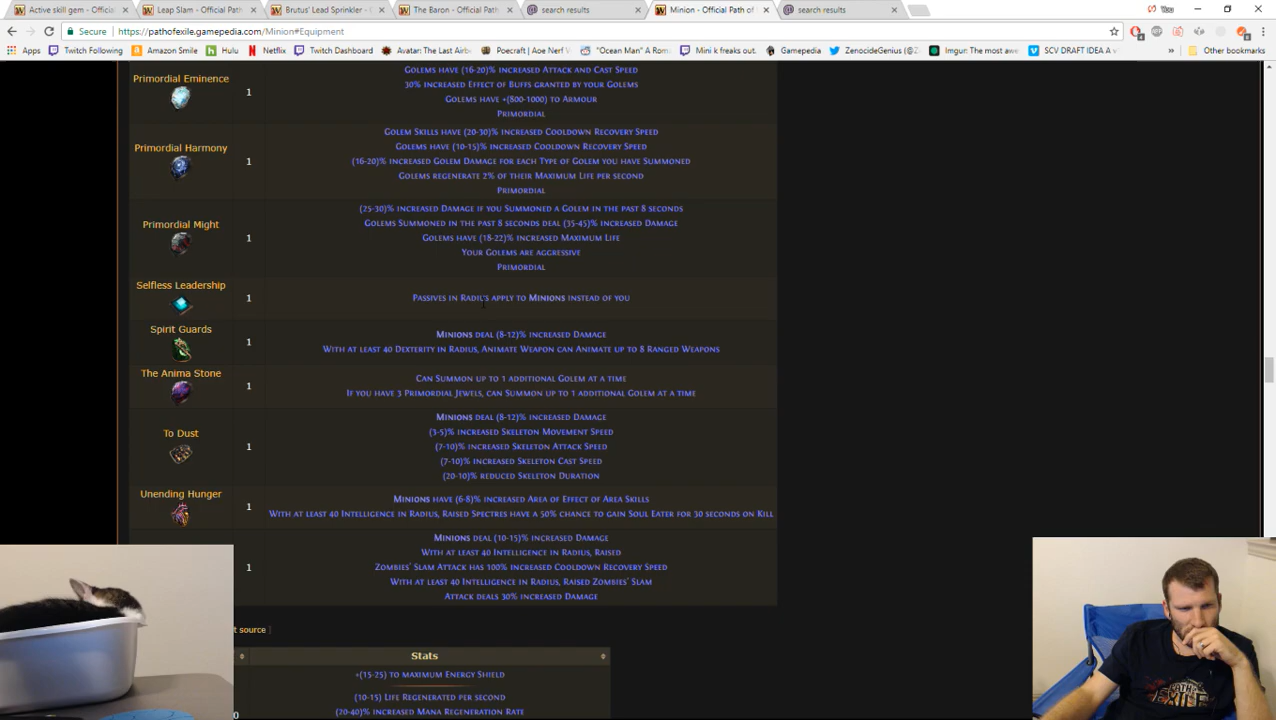 Active skill gem - Offici
Leap Slam - Official Path
Brutus' Lead Sprinkler -
The Baron - Official Path
search results
Minion - Official Path of
search results
Secure
https://pathofexile.gamepedia.com/Minion#Equipment
Apps
Twitch Following
Amazon Smile
Hulu
Netflix
Twitch Dashboard
Avatar: The Last Airb
Poecraft | Aoe Nerf V
"Ocean Man" A Rom
Mini k freaks out.
Gamepedia
ZenocideGenius (@Z
Imgur: The most awe
SCV DRAFT IDEA A v
Other bookmarks
Primordial Eminence
1
Golems have (16-20)% increased Attack and Cast Speed
30% increased Effect of Buffs granted by your Golems
Golems have +(800-1000) to Armour
Primordial
Primordial Harmony
1
Golem Skills have (20-30)% increased Cooldown Recovery Speed
Golems have (10-15)% increased Cooldown Recovery Speed
(16-20)% increased Golem Damage for each Type of Golem you have Summoned
Golems regenerate 2% of their Maximum Life per second
Primordial
Primordial Might
1
(25-30)% increased Damage if you Summoned a Golem in the past 8 seconds
Golems Summoned in the past 8 seconds deal (35-45)% increased Damage
Golems have (18-22)% increased Maximum Life
Your Golems are aggressive
Primordial
Selfless Leadership
1
Passives in Radius apply to Minions instead of you
Spirit Guards
1
Minions deal (8-12)% increased Damage
With at least 40 Dexterity in Radius, Animate Weapon can Animate up to 8 Ranged Weapons
The Anima Stone
1
Can Summon up to 1 additional Golem at a time
If you have 3 Primordial Jewels, can Summon up to 1 additional Golem at a time
To Dust
1
Minions deal (8-12)% increased Damage
(3-5)% increased Skeleton Movement Speed
(7-10)% increased Skeleton Attack Speed
(7-10)% increased Skeleton Cast Speed
(20-10)% reduced Skeleton Duration
Unending Hunger
1
Minions have (6-8)% increased Area of Effect of Area Skills
With at least 40 Intelligence in Radius, Raised Spectres have a 50% chance to gain Soul Eater for 30 seconds on Kill
1
Minions deal (10-15)% increased Damage
With at least 40 Intelligence in Radius, Raised
Zombies' Slam Attack has 100% increased Cooldown Recovery Speed
With at least 40 Intelligence in Radius, Raised Zombies' Slam
Attack deals 30% increased Damage
t source ]
Stats
+(15-25) to maximum Energy Shield
(10-15) Life Regenerated per second
(20-40)% increased Mana Regeneration Rate
0